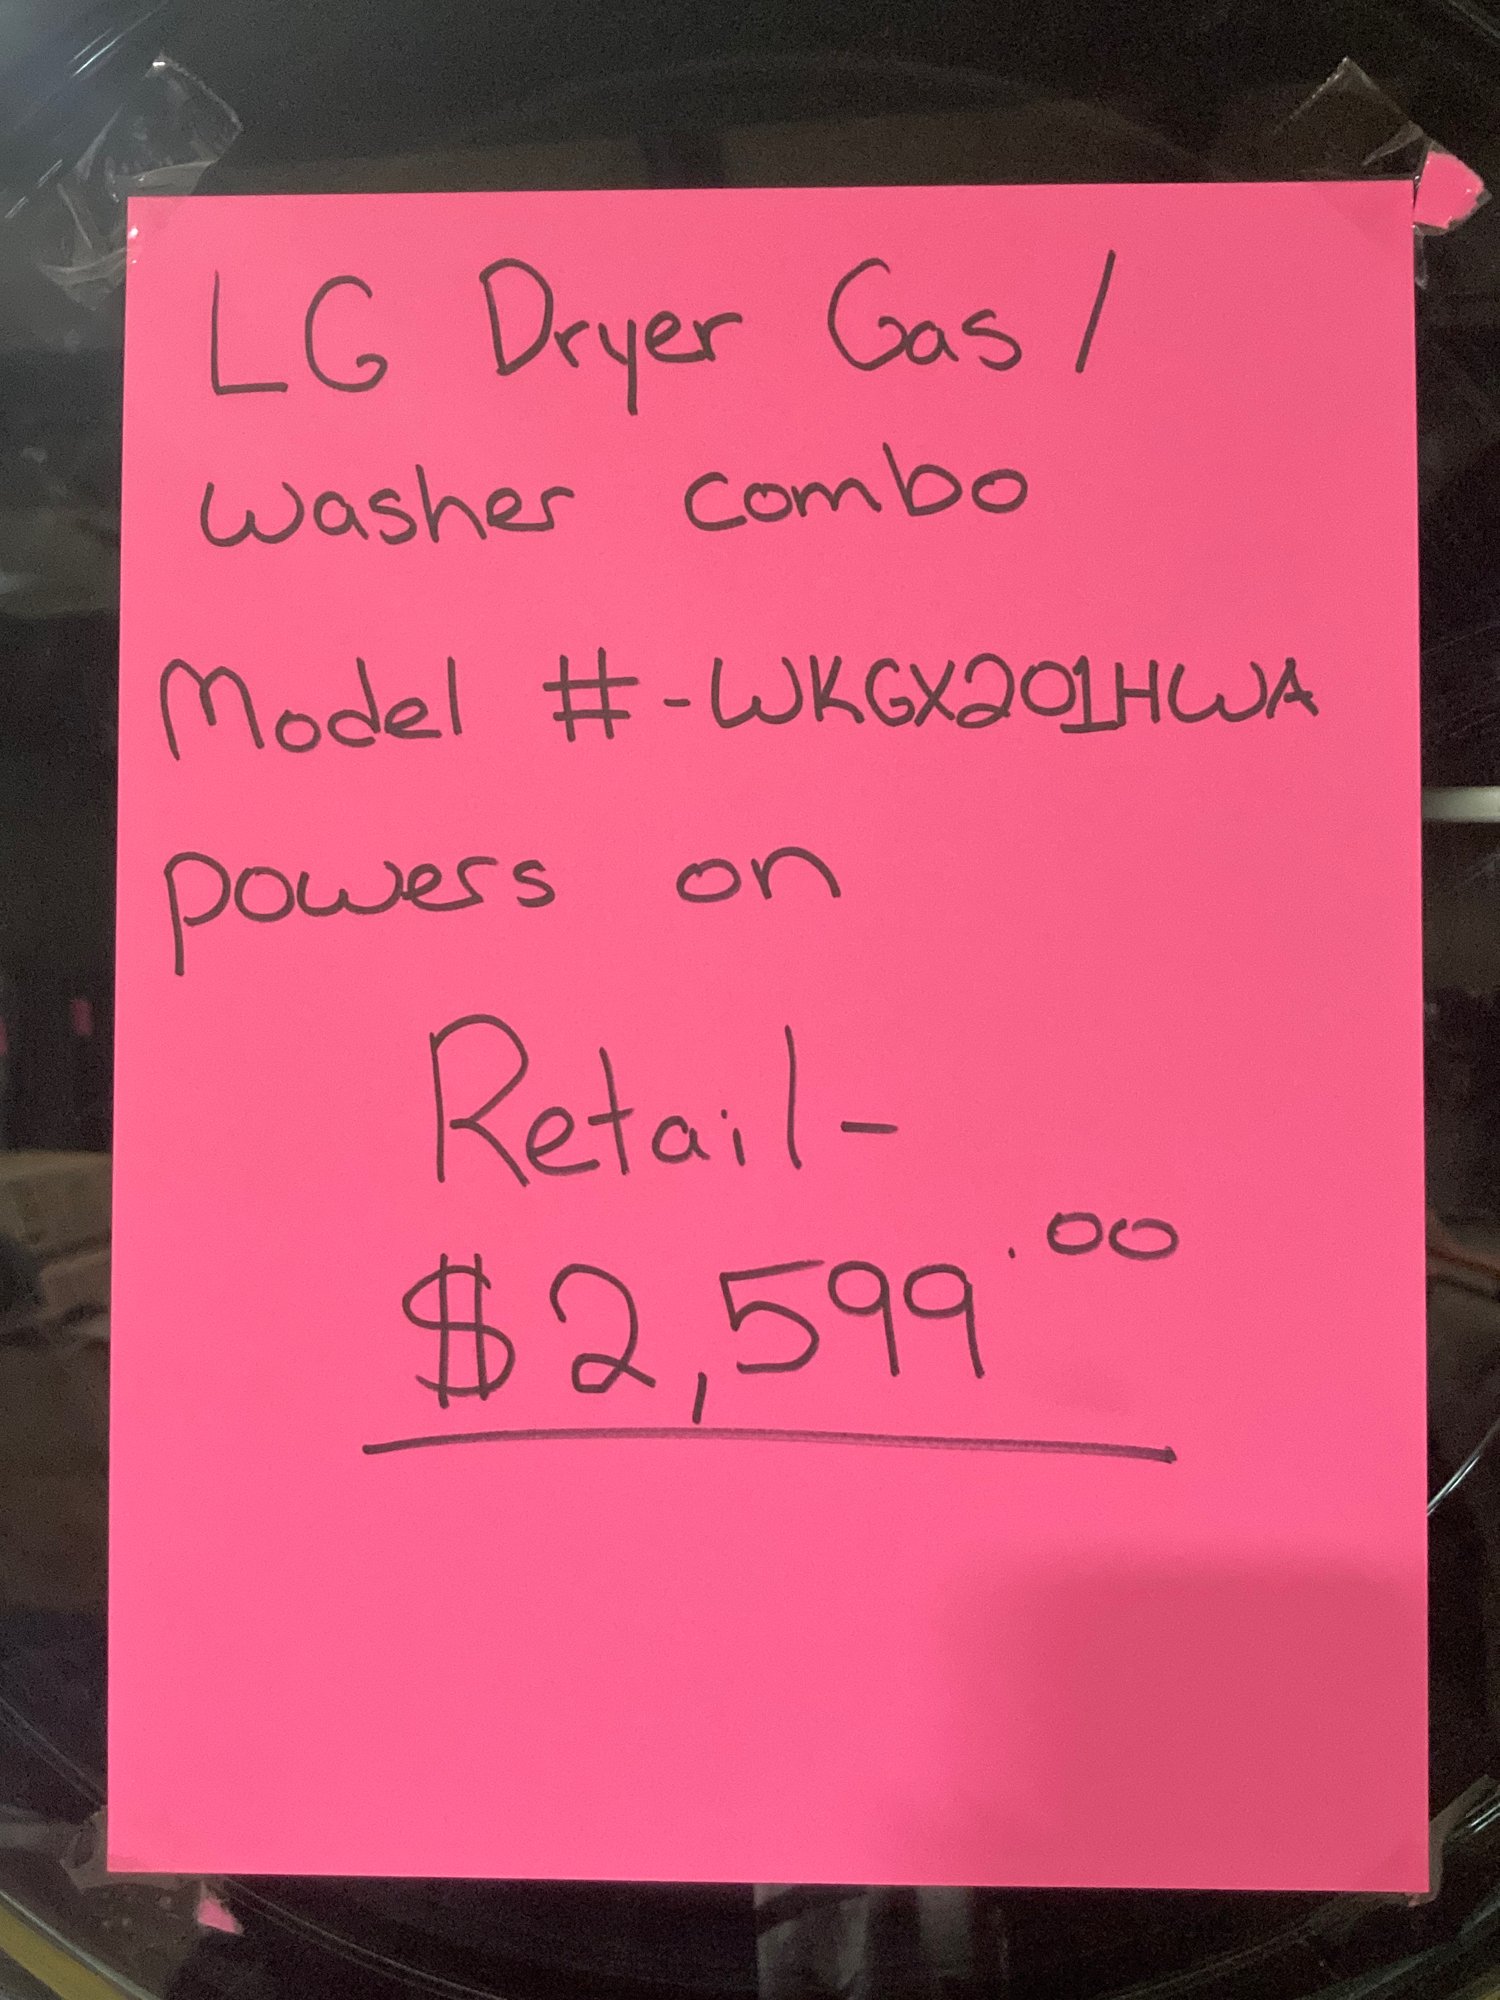 LG Dryer Gas /
washer combo
Model #-WKGX201HWA
powers on
Retail-
$2,599.00